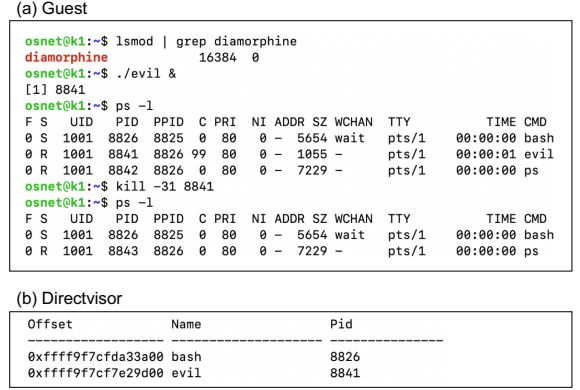 (a) Guest
osnet@k1:~$ lsmod | grep diamorphine
diamorphine 16384 0
osnet@k1:~$ ./evil &
[1] 8841
osnet@k1:~$ ps -l
F S UID PID PPID C PRI NI ADDR SZ WCHAN TTY TIME CMD
0 S 1001 8826 8825 0 80 0 - 5654 wait pts/1 00:00:00 bash
0 R 1001 8841 8826 99 80 0 - 1055 - pts/1 00:00:01 evil
0 R 1001 8842 8826 0 80 0 - 7229 - pts/1 00:00:00 ps
osnet@k1:~$ kill -31 8841
osnet@k1:~$ ps -l
F S UID PID PPID C PRI NI ADDR SZ WCHAN TTY TIME CMD
0 S 1001 8826 8825 0 80 0 - 5654 wait pts/1 00:00:00 bash
0 R 1001 8843 8826 0 80 0 - 7229 - pts/1 00:00:00 ps
(b) Directvisor
Offset Name Pid
------------------ -------------------- ---------------
0xffff9f7cfda33a00 bash 8826
0xffff9f7cf7e29d00 evil 8841